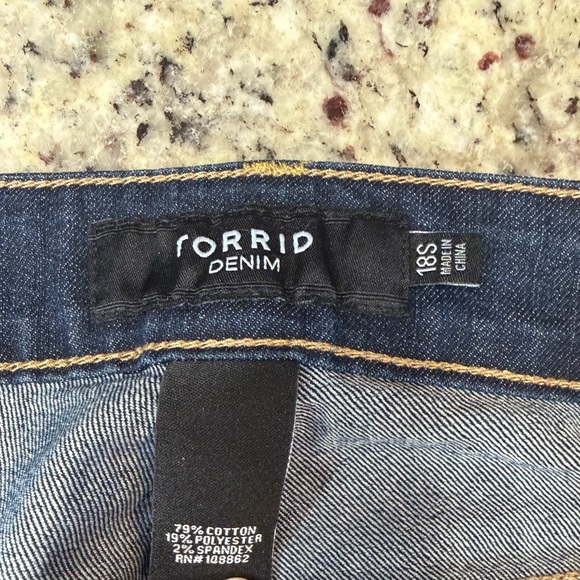 TORRID
DENIM
18S
MADE IN
CHINA
79% COTTON
19% POLYESTER
2% SPANDEX
RN# 108862